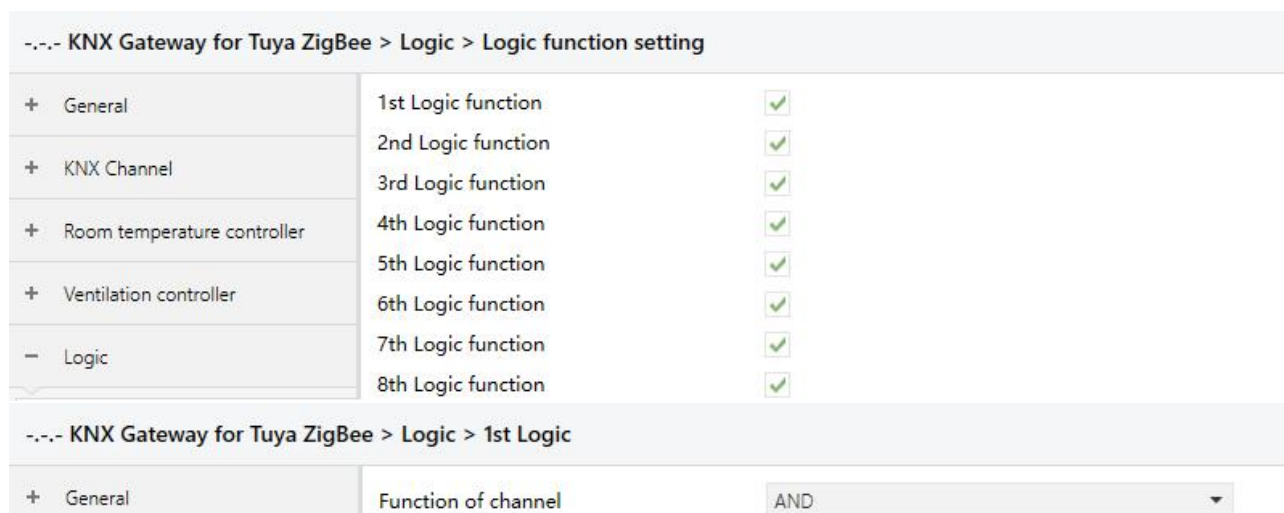 -.-.- KNX Gateway for Tuya ZigBee > Logic > Logic function setting
+ General
1st Logic function
2nd Logic function
+ KNX Channel
3rd Logic function
+ Room temperature controller
4th Logic function
5th Logic function
+ Ventilation controller
6th Logic function
7th Logic function
– Logic
8th Logic function
-.-.- KNX Gateway for Tuya ZigBee > Logic > 1st Logic
+ General
Function of channel AND